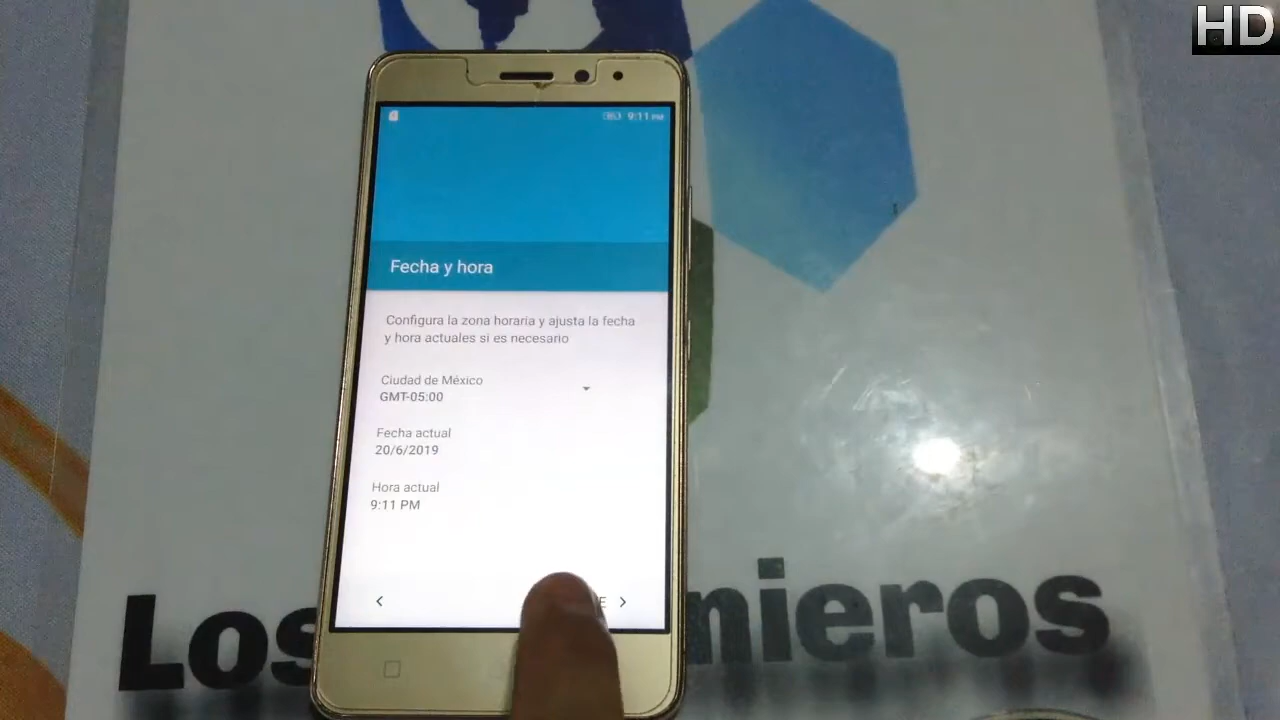 HD
9:11 PM
Fecha y hora
Configura la zona horaria y ajusta la fecha
y hora actuales si es necesario
Ciudad de México
GMT-05:00
Fecha actual
20/6/2019
Hora actual
9:11 PM
Los